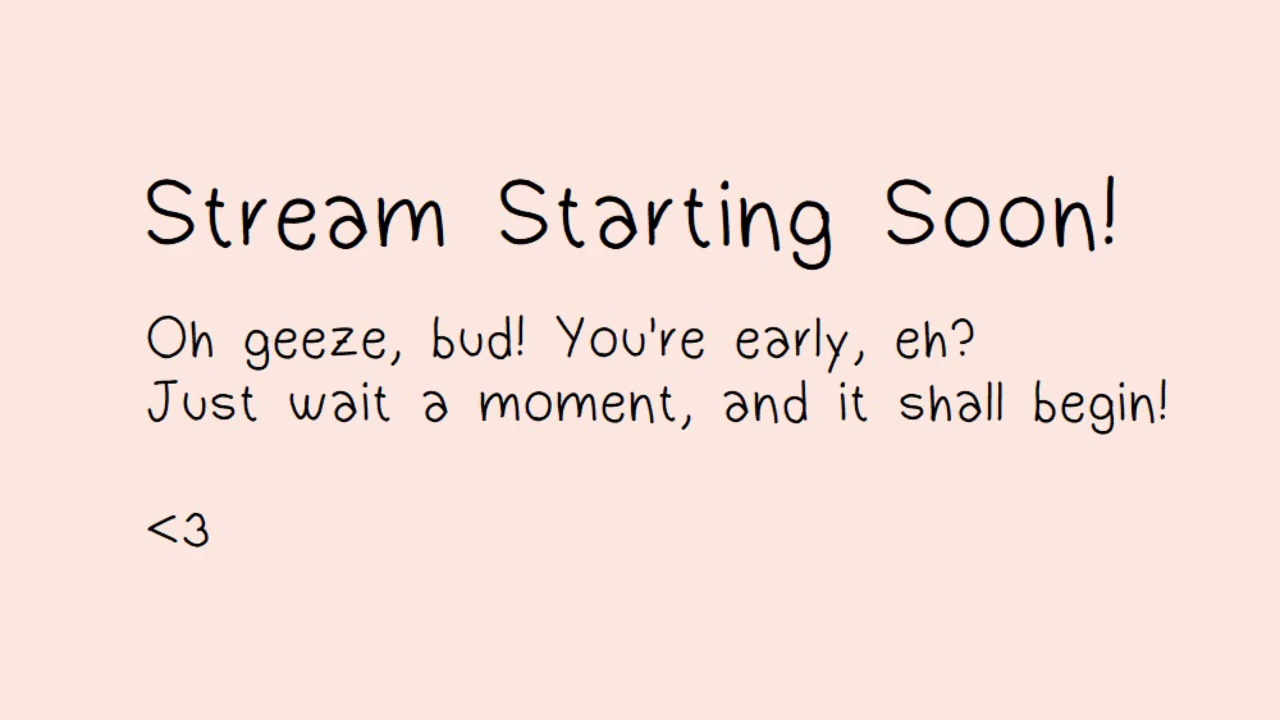 Stream Starting Soon!
Oh geeze, bud! You're early, eh?
Just wait a moment, and it shall begin!
<3